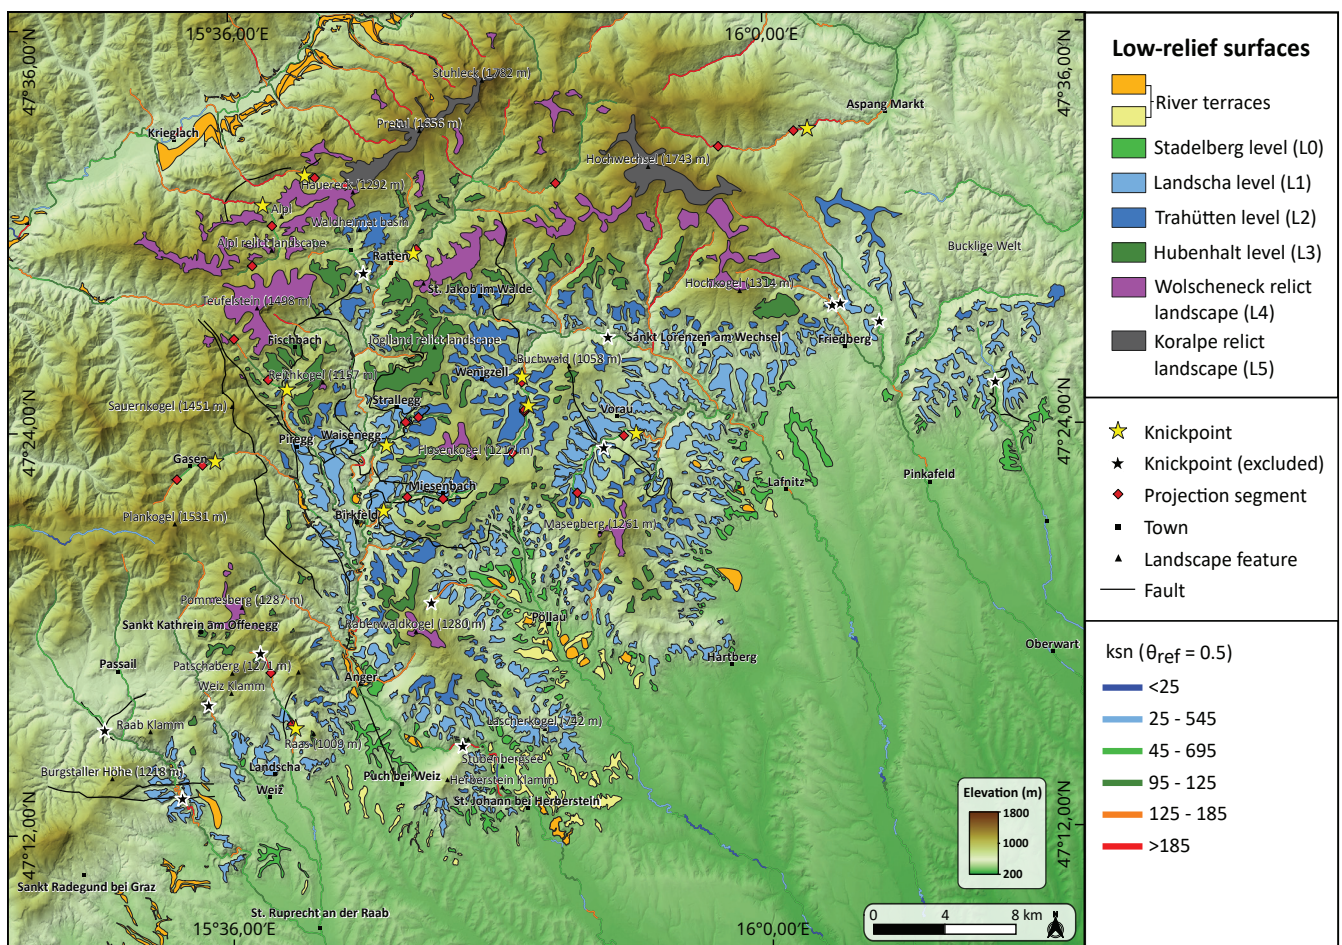 15°36,00′E
16°0,00′E
47°36,00′N
47°36,00′N
Stuhleck (1782 m)
Aspang Markt
Krieglach
Pretul (1656 m)
Hochwechsel (1743 m)
Hauereck (1292 m)
Alpl
Waldheimat basin
Alpl relict landscape
Ratten
Bucklige Welt
St. Jakob im Walde
Hochkogel (1314 m)
Teufelstein (1498 m)
Fischbach
Joglland relict landscape
Sankt Lorenzen am Wechsel
Friedberg
Buchwald (1058 m)
Wenigzell
Reithkogel (1157 m)
Strallegg
Sauernkogel (1451 m)
Vorau
47°24,00′N
47°24,00′N
Piregg
Waisenegg
Flosenkogel (1217 m)
Gasen
Pinkafeld
Lafnitz
Miesenbach
Birkfeld
Plankogel (1531 m)
Masenberg (1261 m)
Pommesberg (1287 m)
Sankt Kathrein am Offenegg
Rabenwaldkogel (1280 m)
Pöllau
Oberwart
Passail
Patschaberg (1271 m)
Hartberg
Weiz Klamm
Anger
Raab Klamm
Lascherkogel (742 m)
Raas (1009 m)
Stubenbergsee
Burgstaller Höhe (1218 m)
Landscha
Puch bei Weiz
Herberstein Klamm
Weiz
St. Johann bei Herberstein
47°12,00′N
47°12,00′N
Sankt Radegund bei Graz
St. Ruprecht an der Raab
15°36,00′E
16°0,00′E
Elevation (m)
1800
1000
200
0 4 8 km
N
Low-relief surfaces
River terraces
Stadelberg level (L0)
Landscha level (L1)
Trahütten level (L2)
Hubenhalt level (L3)
Wolscheneck relict
landscape (L4)
Koralpe relict
landscape (L5)
Knickpoint
Knickpoint (excluded)
Projection segment
Town
Landscape feature
Fault
ksn (θref = 0.5)
<25
25 - 545
45 - 695
95 - 125
125 - 185
>185